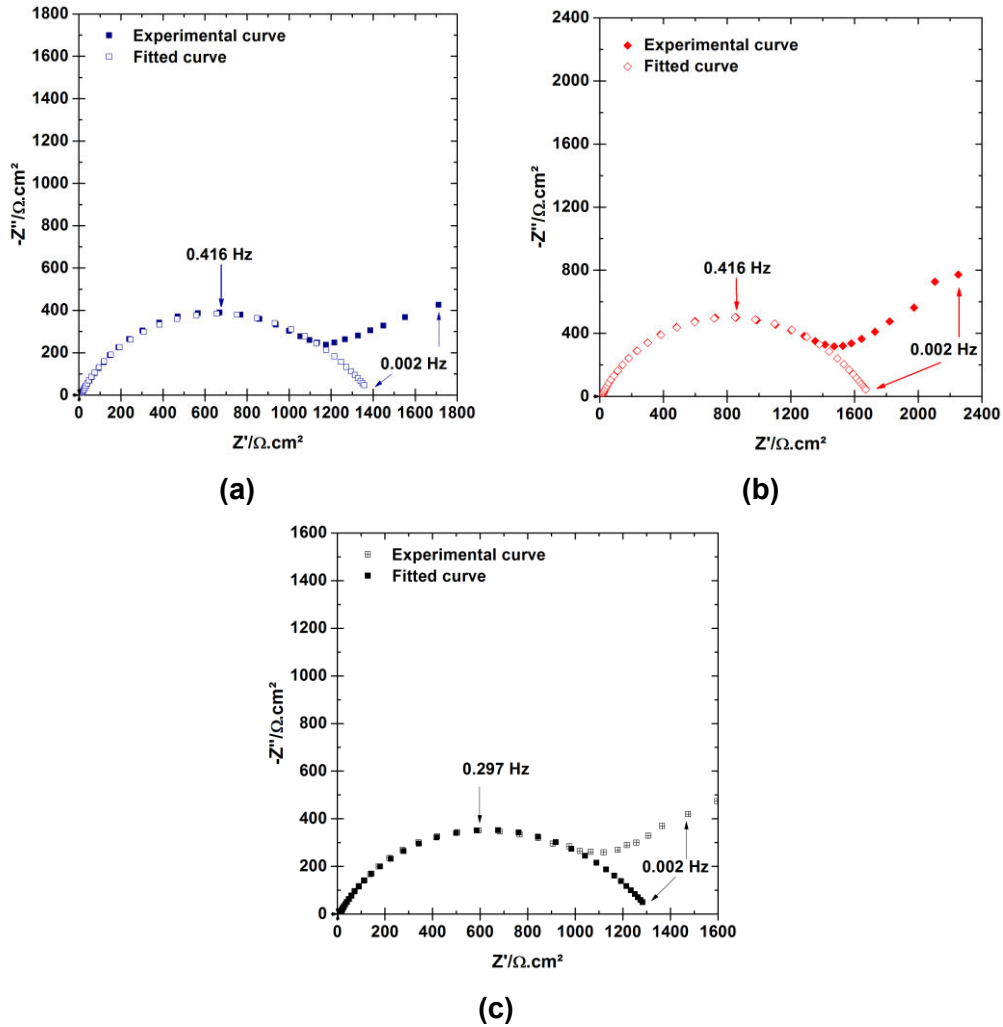 1800
1600
1400
1200
1000
800
600
400
200
0
-Z''/Ω.cm²
Experimental curve
Fitted curve
0.416 Hz
0.002 Hz
0 200 400 600 800 1000 1200 1400 1600 1800
Z'/Ω.cm²
(a)
2400
2000
1600
1200
800
400
0
-Z''/Ω.cm²
Experimental curve
Fitted curve
0.416 Hz
0.002 Hz
0 400 800 1200 1600 2000 2400
Z'/Ω.cm²
(b)
1600
1400
1200
1000
800
600
400
200
0
-Z''/Ω.cm²
Experimental curve
Fitted curve
0.297 Hz
0.002 Hz
0 200 400 600 800 1000 1200 1400 1600
Z'/Ω.cm²
(c)